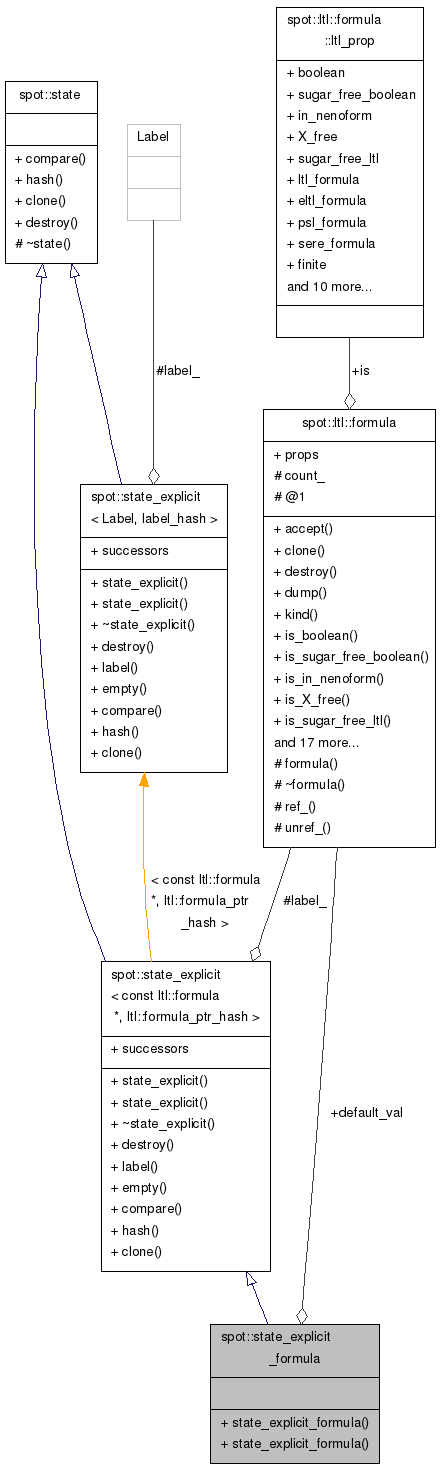 spot::ltl::formula
::ltl_prop
+ boolean
+ sugar_free_boolean
+ in_nenoform
+ X_free
+ sugar_free_ltl
+ ltl_formula
+ eltl_formula
+ psl_formula
+ sere_formula
+ finite
and 10 more...
spot::state
+ compare()
+ hash()
+ clone()
+ destroy()
# ~state()
Label
#label_
+is
spot::ltl::formula
+ props
# count_
# @1
+ accept()
+ clone()
+ destroy()
+ dump()
+ kind()
+ is_boolean()
+ is_sugar_free_boolean()
+ is_in_nenoform()
+ is_X_free()
+ is_sugar_free_ltl()
and 17 more...
# formula()
# ~formula()
# ref_()
# unref_()
spot::state_explicit
< Label, label_hash >
+ successors
+ state_explicit()
+ state_explicit()
+ ~state_explicit()
+ destroy()
+ label()
+ empty()
+ compare()
+ hash()
+ clone()
< const ltl::formula
*, ltl::formula_ptr
_hash >
#label_
spot::state_explicit
< const ltl::formula
*, ltl::formula_ptr_hash >
+ successors
+ state_explicit()
+ state_explicit()
+ ~state_explicit()
+ destroy()
+ label()
+ empty()
+ compare()
+ hash()
+ clone()
+default_val
spot::state_explicit
_formula
+ state_explicit_formula()
+ state_explicit_formula()